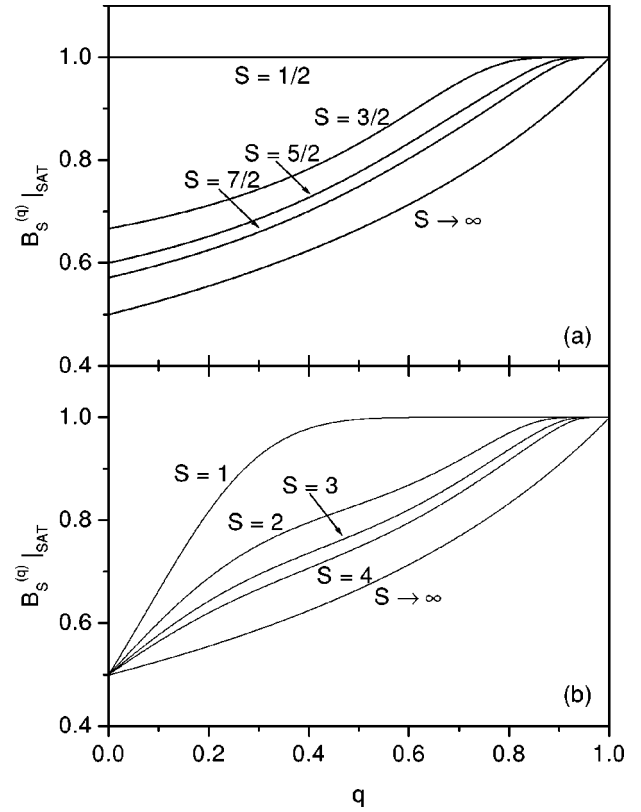 1.0
S = 1/2
S = 3/2
0.8
S = 5/2
S = 7/2
B_S^(q) |_SAT
S → ∞
0.6
(a)
0.4
1.0
S = 1
S = 3
0.8
S = 2
B_S^(q) |_SAT
S = 4
S → ∞
0.6
(b)
0.4
0.0 0.2 0.4 0.6 0.8 1.0
q